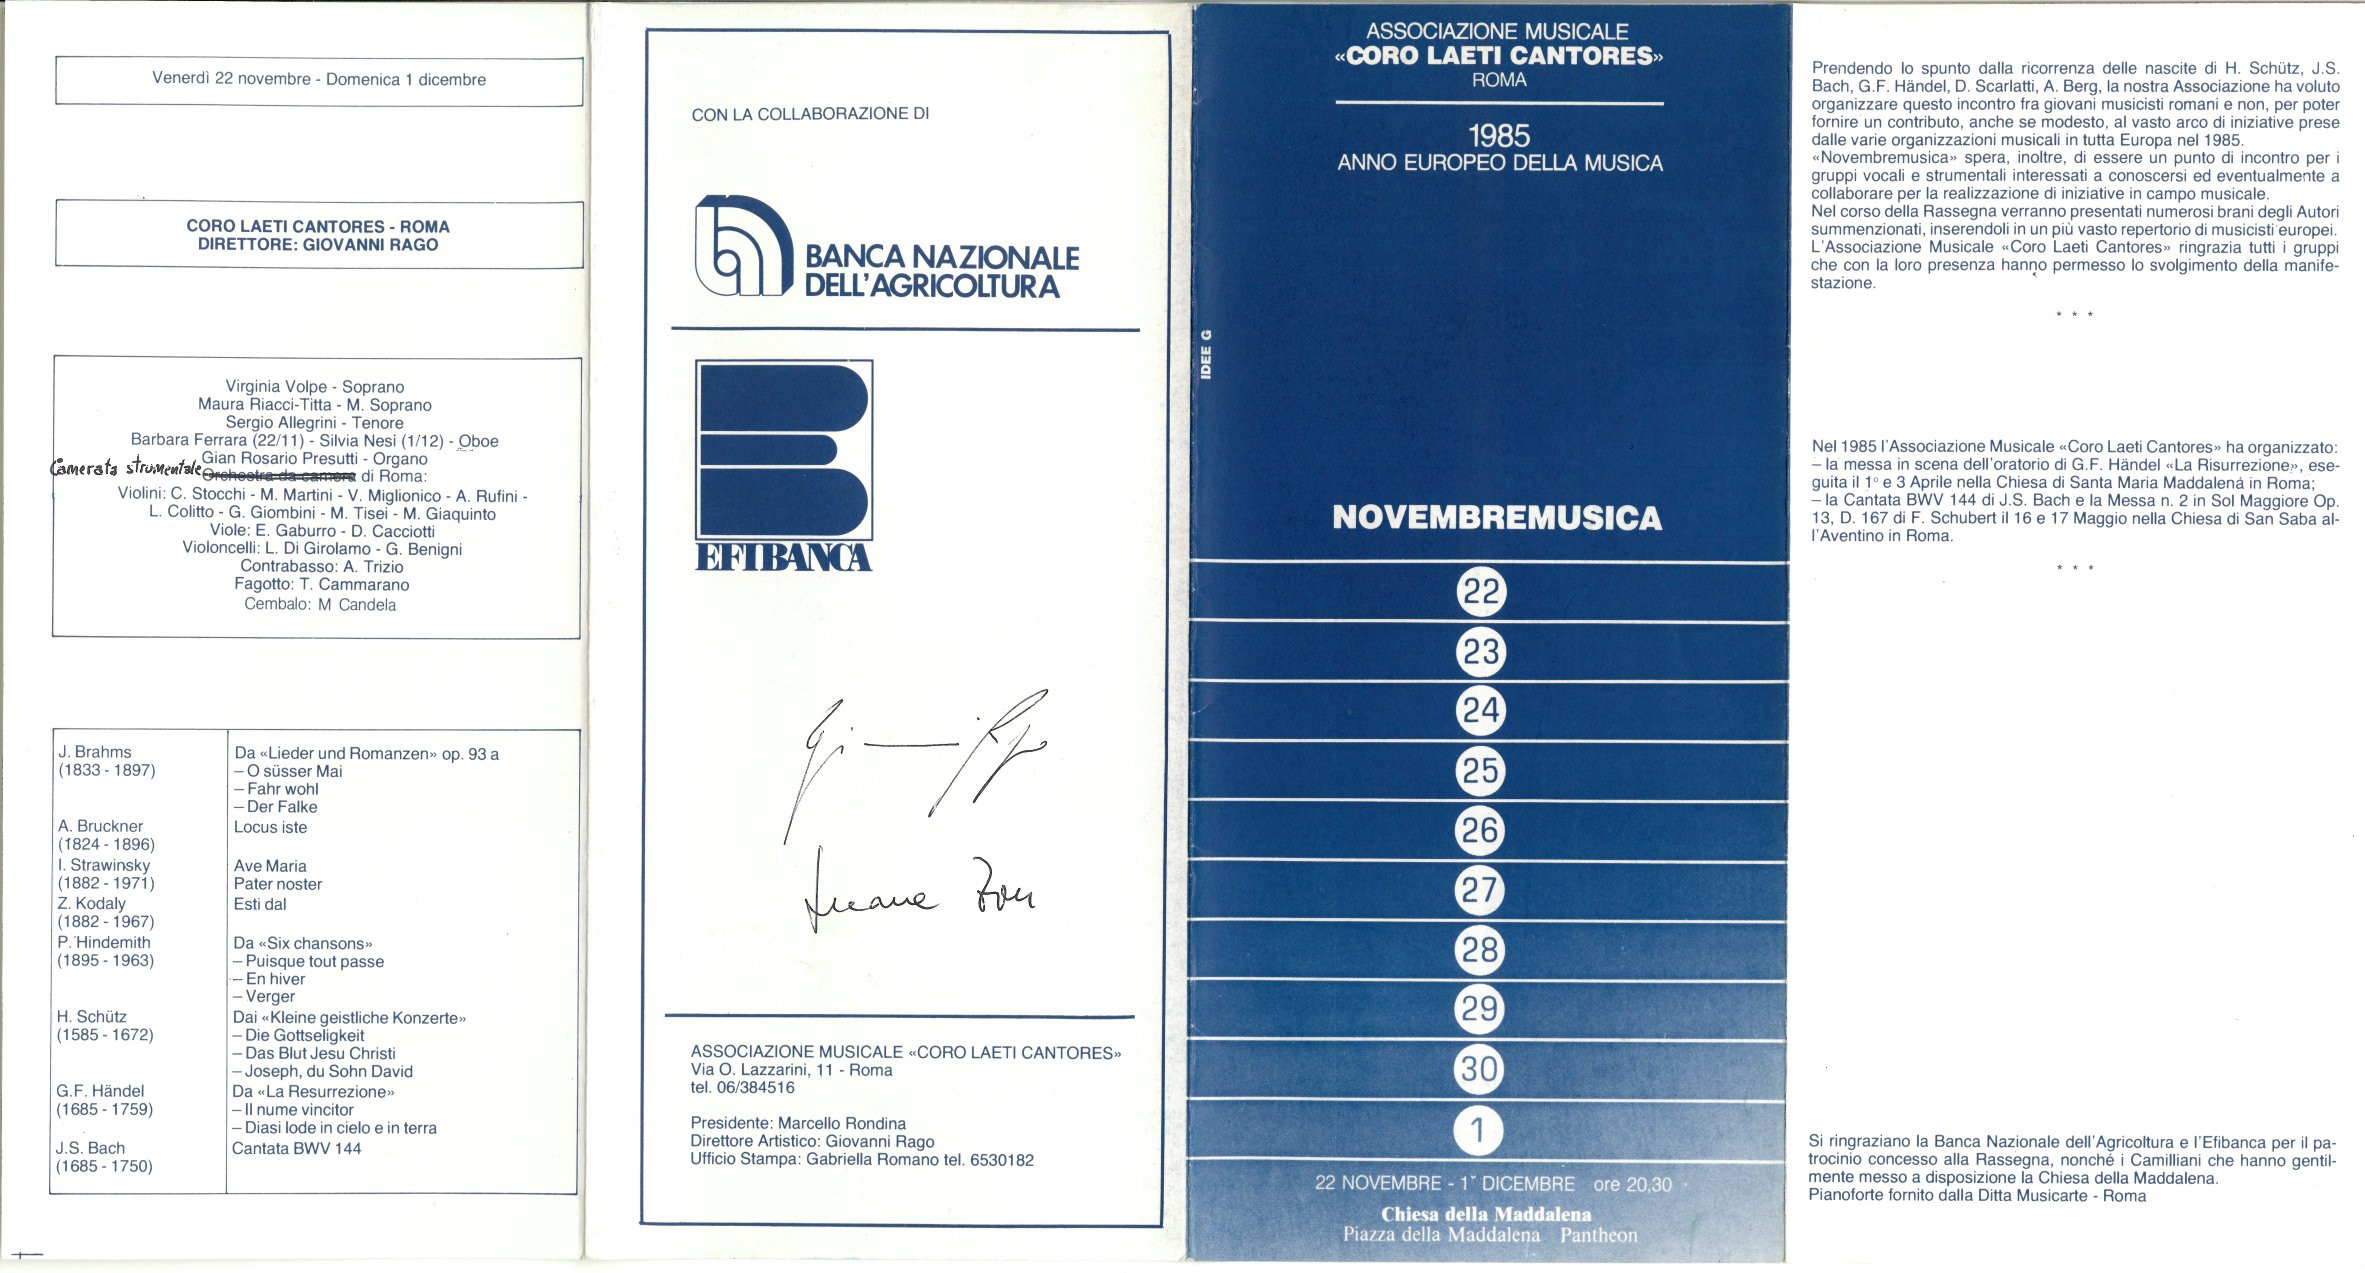 Venerdì 22 novembre - Domenica 1 dicembre
CORO LAETI CANTORES - ROMA
DIRETTORE: GIOVANNI RAGO
Virginia Volpe - Soprano
Maura Riacci-Titta - M. Soprano
Sergio Allegrini - Tenore
Barbara Ferrara (22/11) - Silvia Nesi (1/12) - Oboe
Gian Rosario Presutti - Organo
Camerata strumentale Orchestra da camera di Roma:
Violini: C. Stocchi - M. Martini - V. Miglionico - A. Rufini -
L. Colitto - G. Giombini - M. Tisei - M. Giaquinto
Viole: E. Gaburro - D. Cacciotti
Violoncelli: L. Di Girolamo - G. Benigni
Contrabasso: A. Trizio
Fagotto: T. Cammarano
Cembalo: M Candela
J. Brahms Da «Lieder und Romanzen» op. 93 a
(1833 - 1897) – O süsser Mai
– Fahr wohl
– Der Falke
A. Bruckner Locus iste
(1824 - 1896)
I. Strawinsky Ave Maria
(1882 - 1971) Pater noster
Z. Kodaly Esti dal
(1882 - 1967)
P. Hindemith Da «Six chansons»
(1895 - 1963) – Puisque tout passe
– En hiver
– Verger
H. Schütz Dai «Kleine geistliche Konzerte»
(1585 - 1672) – Die Gottseligkeit
– Das Blut Jesu Christi
– Joseph, du Sohn David
G.F. Händel Da «La Resurrezione»
(1685 - 1759) – Il nume vincitor
– Diasi lode in cielo e in terra
J.S. Bach Cantata BWV 144
(1685 - 1750)
CON LA COLLABORAZIONE DI
BANCA NAZIONALE
DELL'AGRICOLTURA
EFIBANCA
ASSOCIAZIONE MUSICALE «CORO LAETI CANTORES»
Via O. Lazzarini, 11 - Roma
tel. 06/384516
Presidente: Marcello Rondina
Direttore Artistico: Giovanni Rago
Ufficio Stampa: Gabriella Romano tel. 6530182
ASSOCIAZIONE MUSICALE
«CORO LAETI CANTORES»
ROMA
1985
ANNO EUROPEO DELLA MUSICA
IDEE G
NOVEMBREMUSICA
22
23
24
25
26
27
28
29
30
1
22 NOVEMBRE - 1° DICEMBRE ore 20,30
Chiesa della Maddalena
Piazza della Maddalena Pantheon
Prendendo lo spunto dalla ricorrenza delle nascite di H. Schütz, J.S.
Bach, G.F. Händel, D. Scarlatti, A. Berg, la nostra Associazione ha voluto
organizzare questo incontro fra giovani musicisti romani e non, per poter
fornire un contributo, anche se modesto, al vasto arco di iniziative prese
dalle varie organizzazioni musicali in tutta Europa nel 1985.
«Novembremusica» spera, inoltre, di essere un punto di incontro per i
gruppi vocali e strumentali interessati a conoscersi ed eventualmente a
collaborare per la realizzazione di iniziative in campo musicale.
Nel corso della Rassegna verranno presentati numerosi brani degli Autori
summenzionati, inserendoli in un più vasto repertorio di musicisti europei.
L'Associazione Musicale «Coro Laeti Cantores» ringrazia tutti i gruppi
che con la loro presenza hanno permesso lo svolgimento della manife-
stazione.
* * *
Nel 1985 l'Associazione Musicale «Coro Laeti Cantores» ha organizzato:
– la messa in scena dell'oratorio di G.F. Händel «La Risurrezione», ese-
guita il 1° e 3 Aprile nella Chiesa di Santa Maria Maddalena in Roma;
– la Cantata BWV 144 di J.S. Bach e la Messa n. 2 in Sol Maggiore Op.
13, D. 167 di F. Schubert il 16 e 17 Maggio nella Chiesa di San Saba al-
l'Aventino in Roma.
* * *
Si ringraziano la Banca Nazionale dell'Agricoltura e l'Efibanca per il pa-
trocinio concesso alla Rassegna, nonché i Camilliani che hanno gentil-
mente messo a disposizione la Chiesa della Maddalena.
Pianoforte fornito dalla Ditta Musicarte - Roma